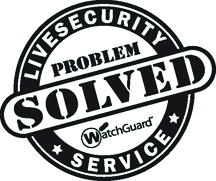 LIVESECURITY
PROBLEM
SOLVED
WatchGuard
SERVICE